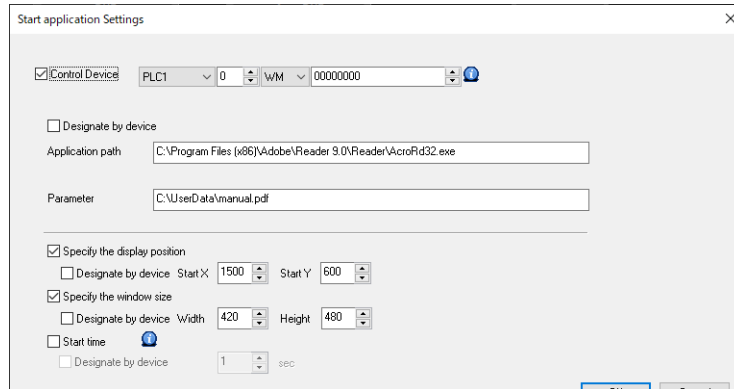 Start application Settings
Control Device PLC1 0 WM 00000000
Designate by device
Application path C:\Program Files (x86)\Adobe\Reader 9.0\Reader\AcroRd32.exe
Parameter C:\UserData\manual.pdf
Specify the display position
Designate by device Start X 1500 Start Y 600
Specify the window size
Designate by device Width 420 Height 480
Start time
Designate by device 1 sec